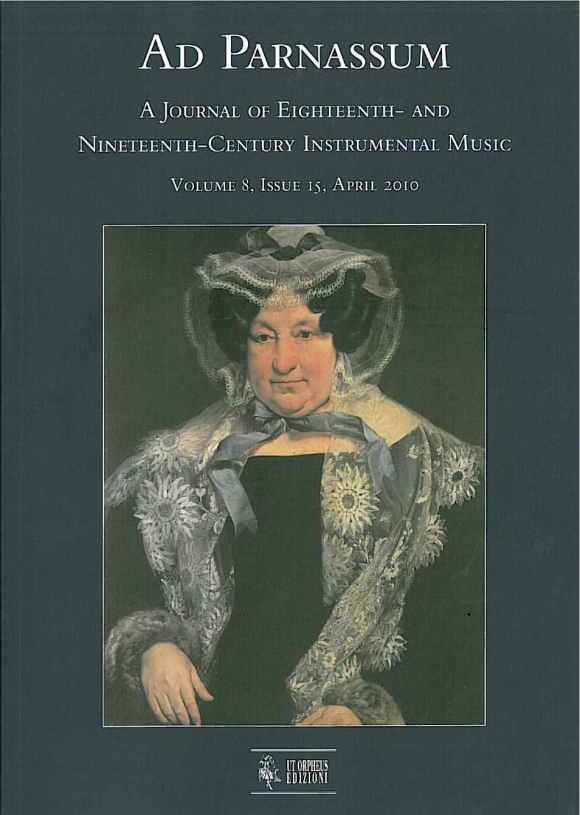 AD PARNASSUM
A JOURNAL OF EIGHTEENTH- AND
NINETEENTH-CENTURY INSTRUMENTAL MUSIC
VOLUME 8, ISSUE 15, APRIL 2010
UT ORPHEUS
EDIZIONI